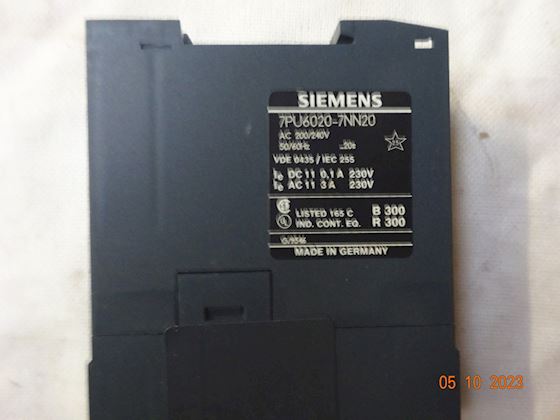 SIEMENS
7PU6020-7NN20
AC 200/240V
50/60Hz
VDE 0435 / IEC 255
Ie DC 11 0,1 A 230V
Ie AC 11 3 A 230V
LISTED 165 C B 300
IND. CONT. EQ. R 300
MADE IN GERMANY
05 10 2023